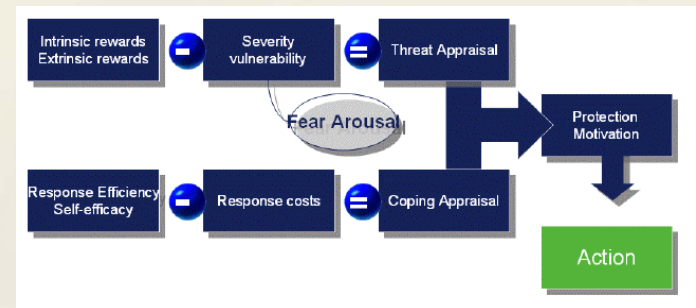 Intrinsic rewards
Extrinsic rewards
-
Severity
vulnerability
=
Threat Appraisal
Fear Arousal
Protection
Motivation
Response Efficiency
Self-efficacy
-
Response costs
=
Coping Appraisal
Action